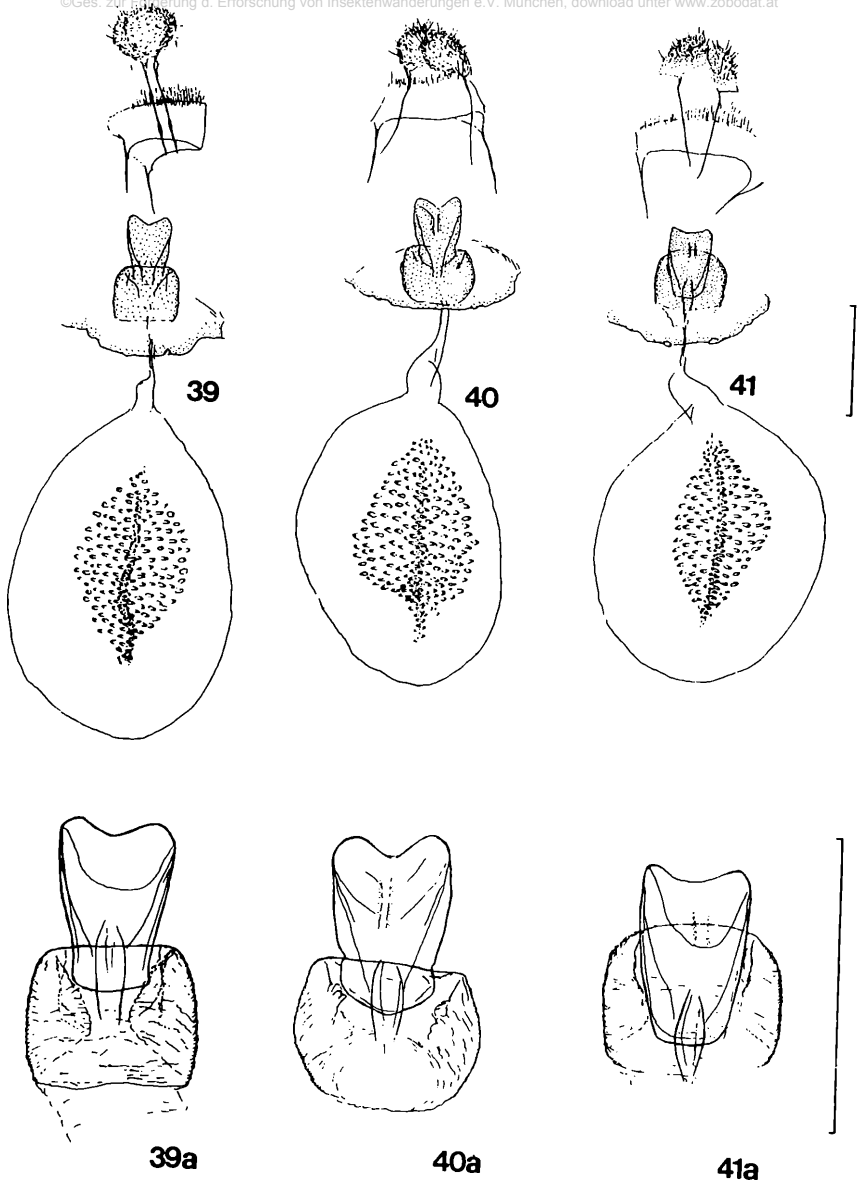 ©Ges. zur Förderung d. Erforschung von Insektenwanderungen e.V. München, download unter www.zobodat.at
39
40
41
39a
40a
41a